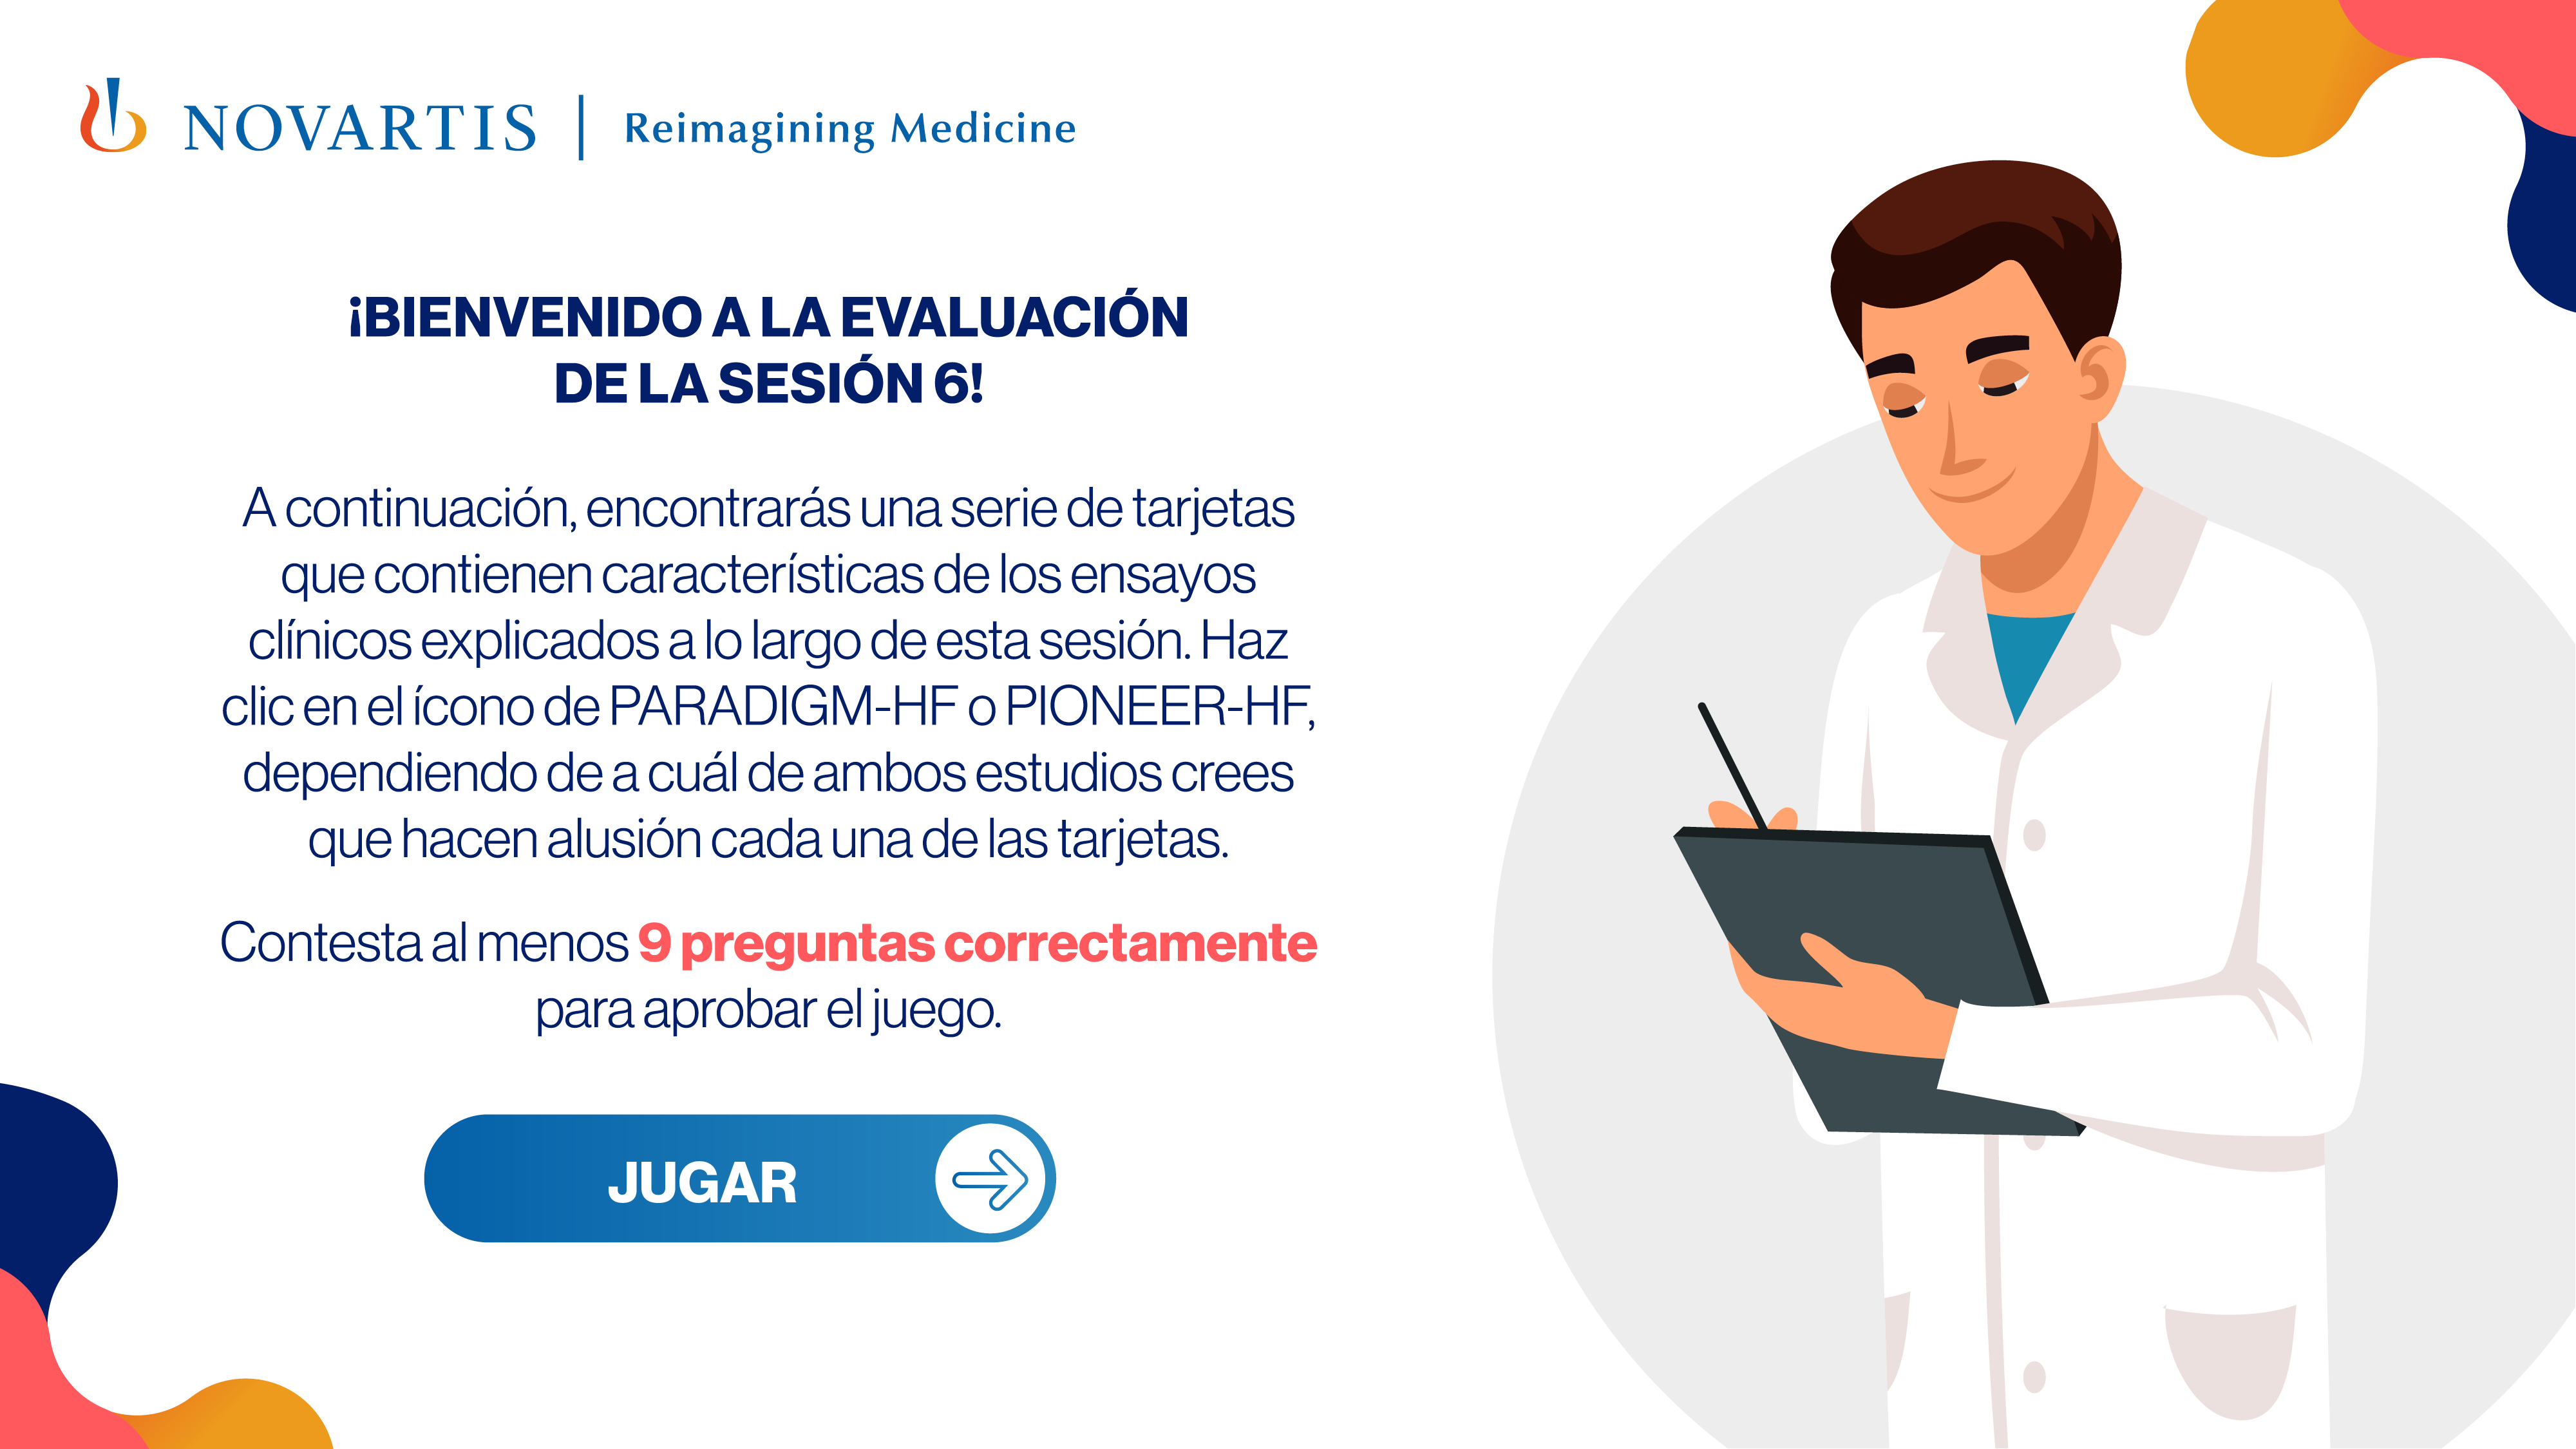 NOVARTIS | Reimagining Medicine
¡BIENVENIDO A LA EVALUACIÓN
DE LA SESIÓN 6!
A continuación, encontrarás una serie de tarjetas
que contienen características de los ensayos
clínicos explicados a lo largo de esta sesión. Haz
clic en el ícono de PARADIGM-HF o PIONEER-HF,
dependiendo de a cuál de ambos estudios crees
que hacen alusión cada una de las tarjetas.
Contesta al menos 9 preguntas correctamente
para aprobar el juego.
JUGAR